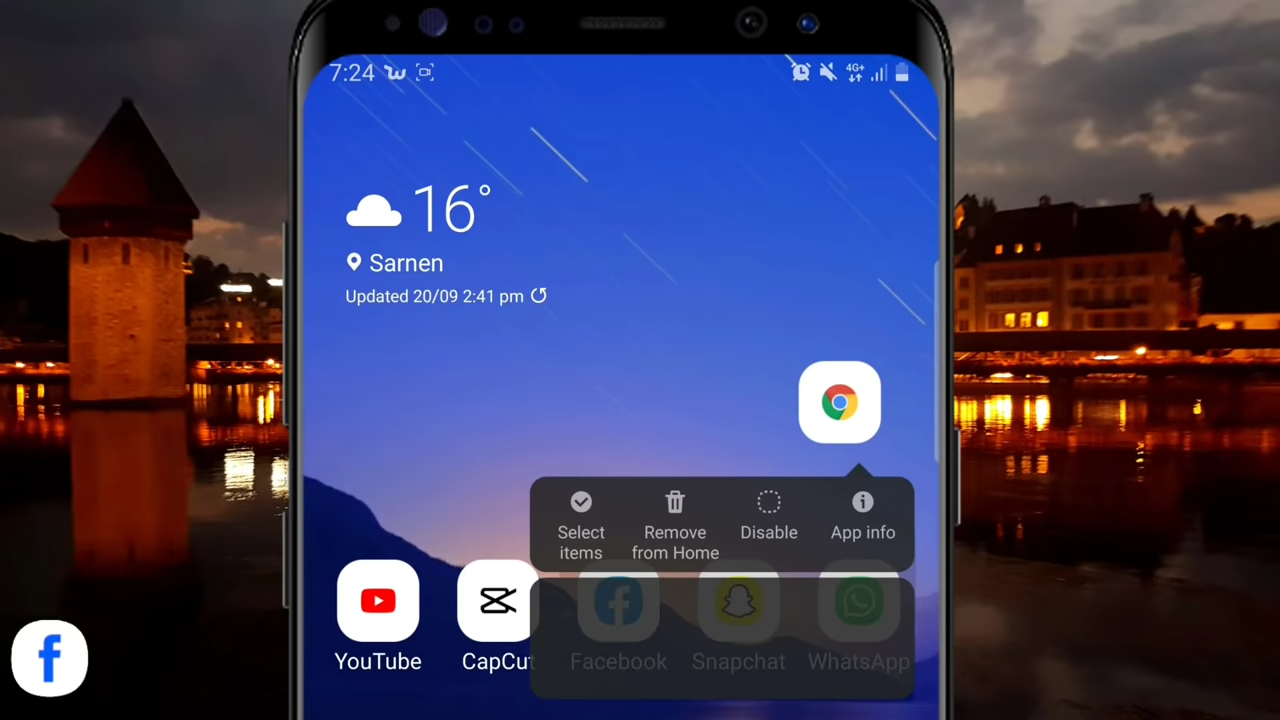 7:24
4G+
16°
Sarnen
Updated 20/09 2:41 pm
Select items
Remove from Home
Disable
App info
YouTube
CapCut
Facebook
Snapchat
WhatsApp